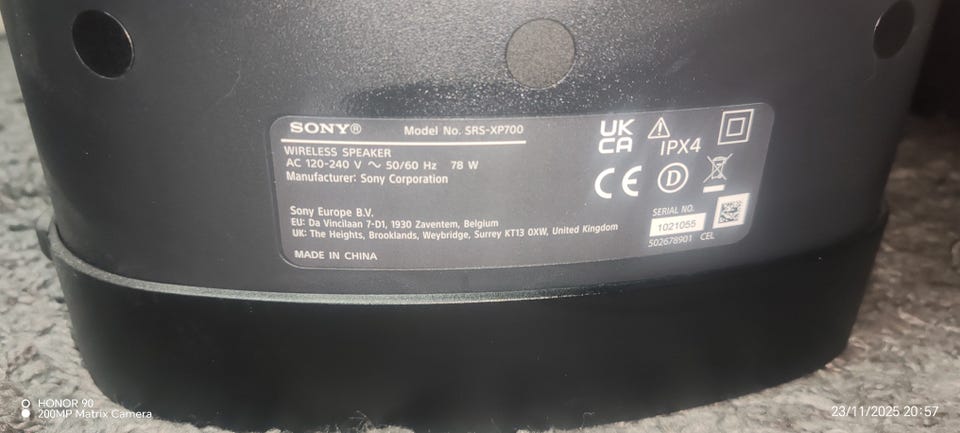 SONY® Model No. SRS-XP700
WIRELESS SPEAKER
AC 120-240 V ~ 50/60 Hz 78 W
Manufacturer: Sony Corporation
Sony Europe B.V.
EU: Da Vincilaan 7-D1, 1930 Zaventem, Belgium
UK: The Heights, Brooklands, Weybridge, Surrey KT13 0XW, United Kingdom
MADE IN CHINA
UK
CA
IPX4
CE
D
SERIAL NO.
1021055
502678901 CEL
HONOR 90
200MP Matrix Camera
23/11/2025 20:57